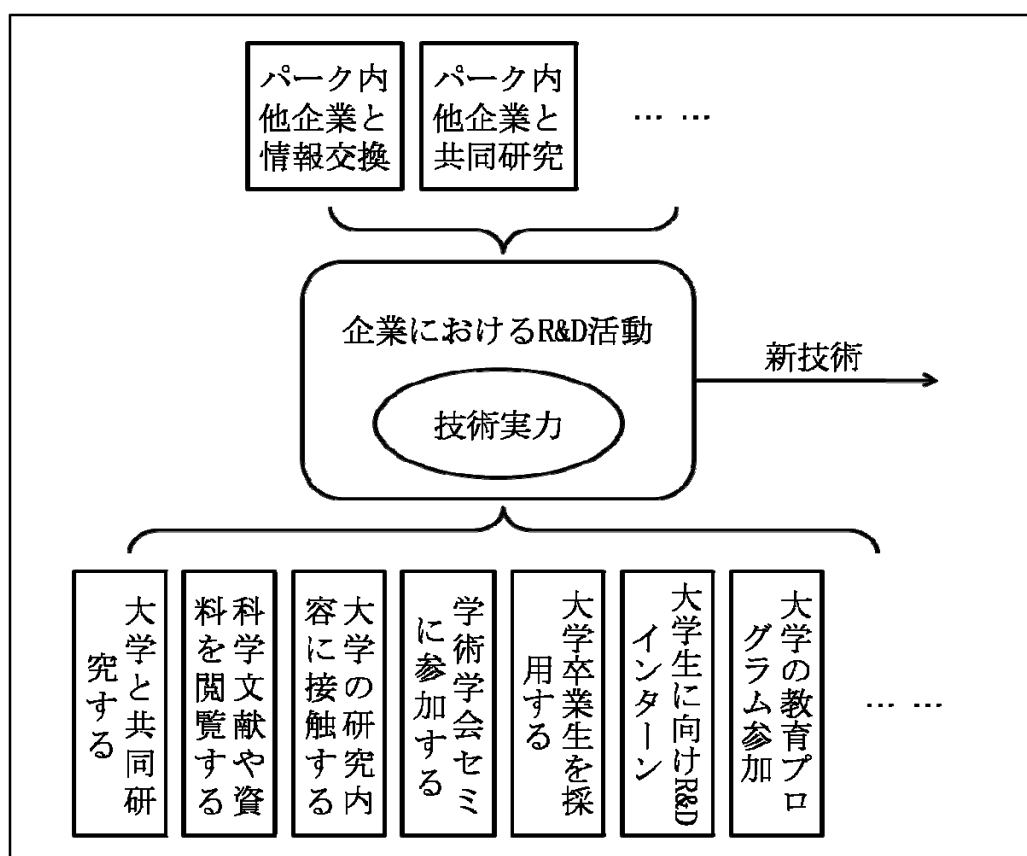 パーク内
他企業と
情報交換
パーク内
他企業と
共同研究
… …
企業におけるR&D活動
技術実力
新技術
大学と共同研
究する
科学文献や資
料を閲覧する
大学の研究内
容に接触する
学術学会セミ
に参加する
大学卒業生を採
用する
大学生に向けR&D
インターン
大学の教育プロ
グラム参加
… …